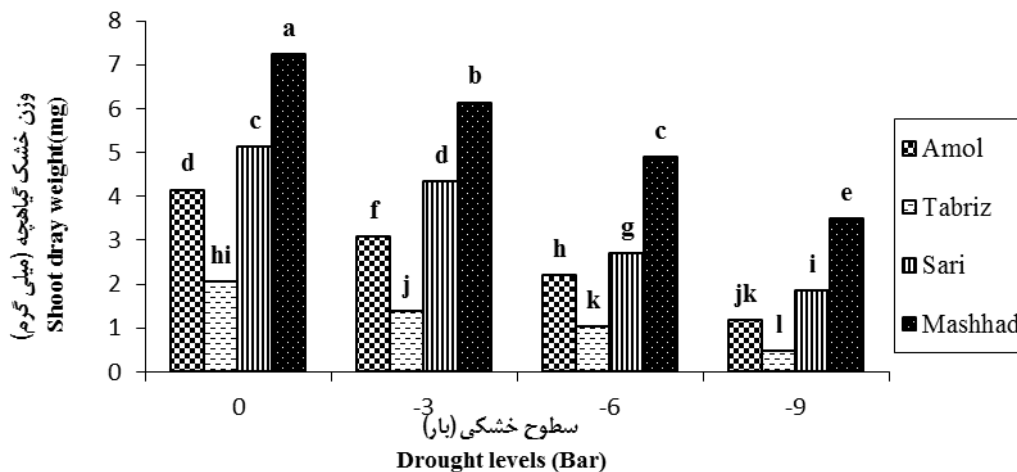 وزن خشک گیاهچه (میلی گرم)
Shoot dray weight(mg)
8
7
6
5
4
3
2
1
0
d
hi
c
a
f
j
d
b
h
k
g
c
jk
l
i
e
0
-3
-6
-9
سطوح خشکی (بار)
Drought levels (Bar)
Amol
Tabriz
Sari
Mashhad